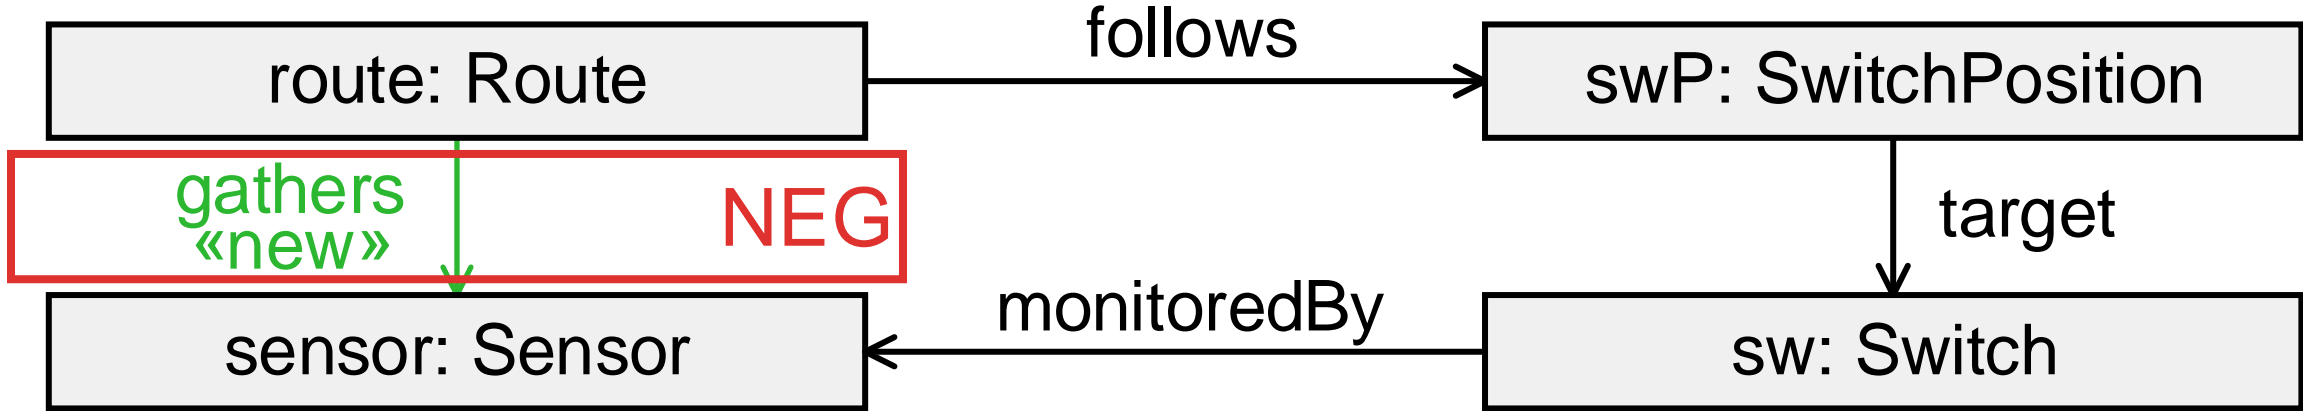 follows
route: Route
swP: SwitchPosition
gathers
«new»
NEG
target
monitoredBy
sensor: Sensor
sw: Switch